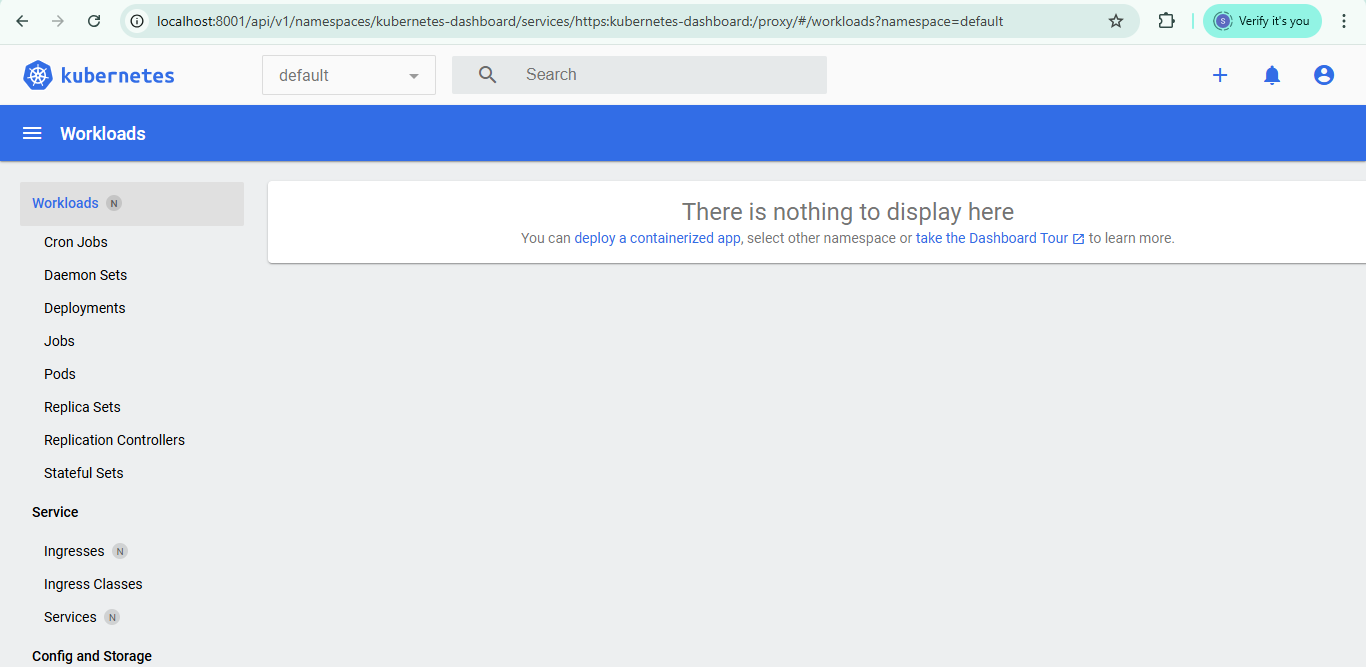 localhost:8001/api/v1/namespaces/kubernetes-dashboard/services/https:kubernetes-dashboard:/proxy/#/workloads?namespace=default
S
Verify it's you
kubernetes
default
Search
Workloads
Workloads N
There is nothing to display here
You can deploy a containerized app, select other namespace or take the Dashboard Tour to learn more.
Cron Jobs
Daemon Sets
Deployments
Jobs
Pods
Replica Sets
Replication Controllers
Stateful Sets
Service
Ingresses N
Ingress Classes
Services N
Config and Storage